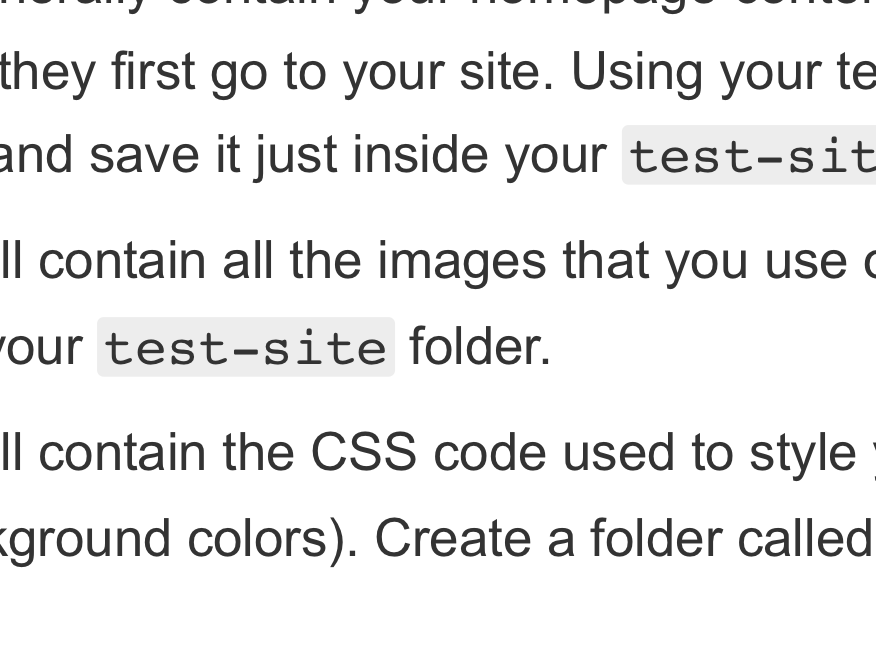 your homepage
they first go to your site. Using your te
and save it just inside your test-sit
ll contain all the images that you use
your test-site folder.
ll contain the CSS code used to style
kground colors). Create a folder called